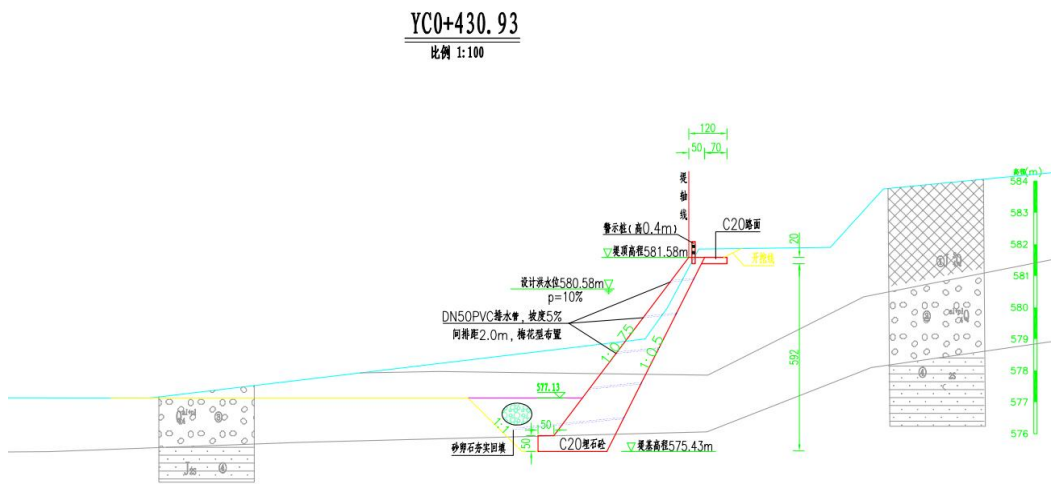 YC0+430.93
比例 1:100
120
50 70
高程(m)
584
583
582
581
580
579
578
577
576
堤轴线
警示桩(高0.4m)
C20路面
20
堤顶高程581.58m
开挖线
设计洪水位580.58m
p=10%
DN50PVC排水管,坡度5%
间排距2.0m,梅花型布置
1:0.75
1:0.5
592
577.13
1:1
50
50
砂卵石夯实回填
C20埋石砼
堤基高程575.43m
③
④
④
25